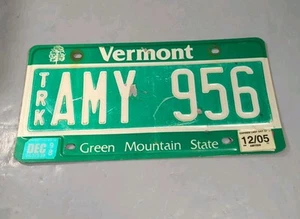 Vermont
TRK AMY 956
DEC
Green Mountain State
12/05